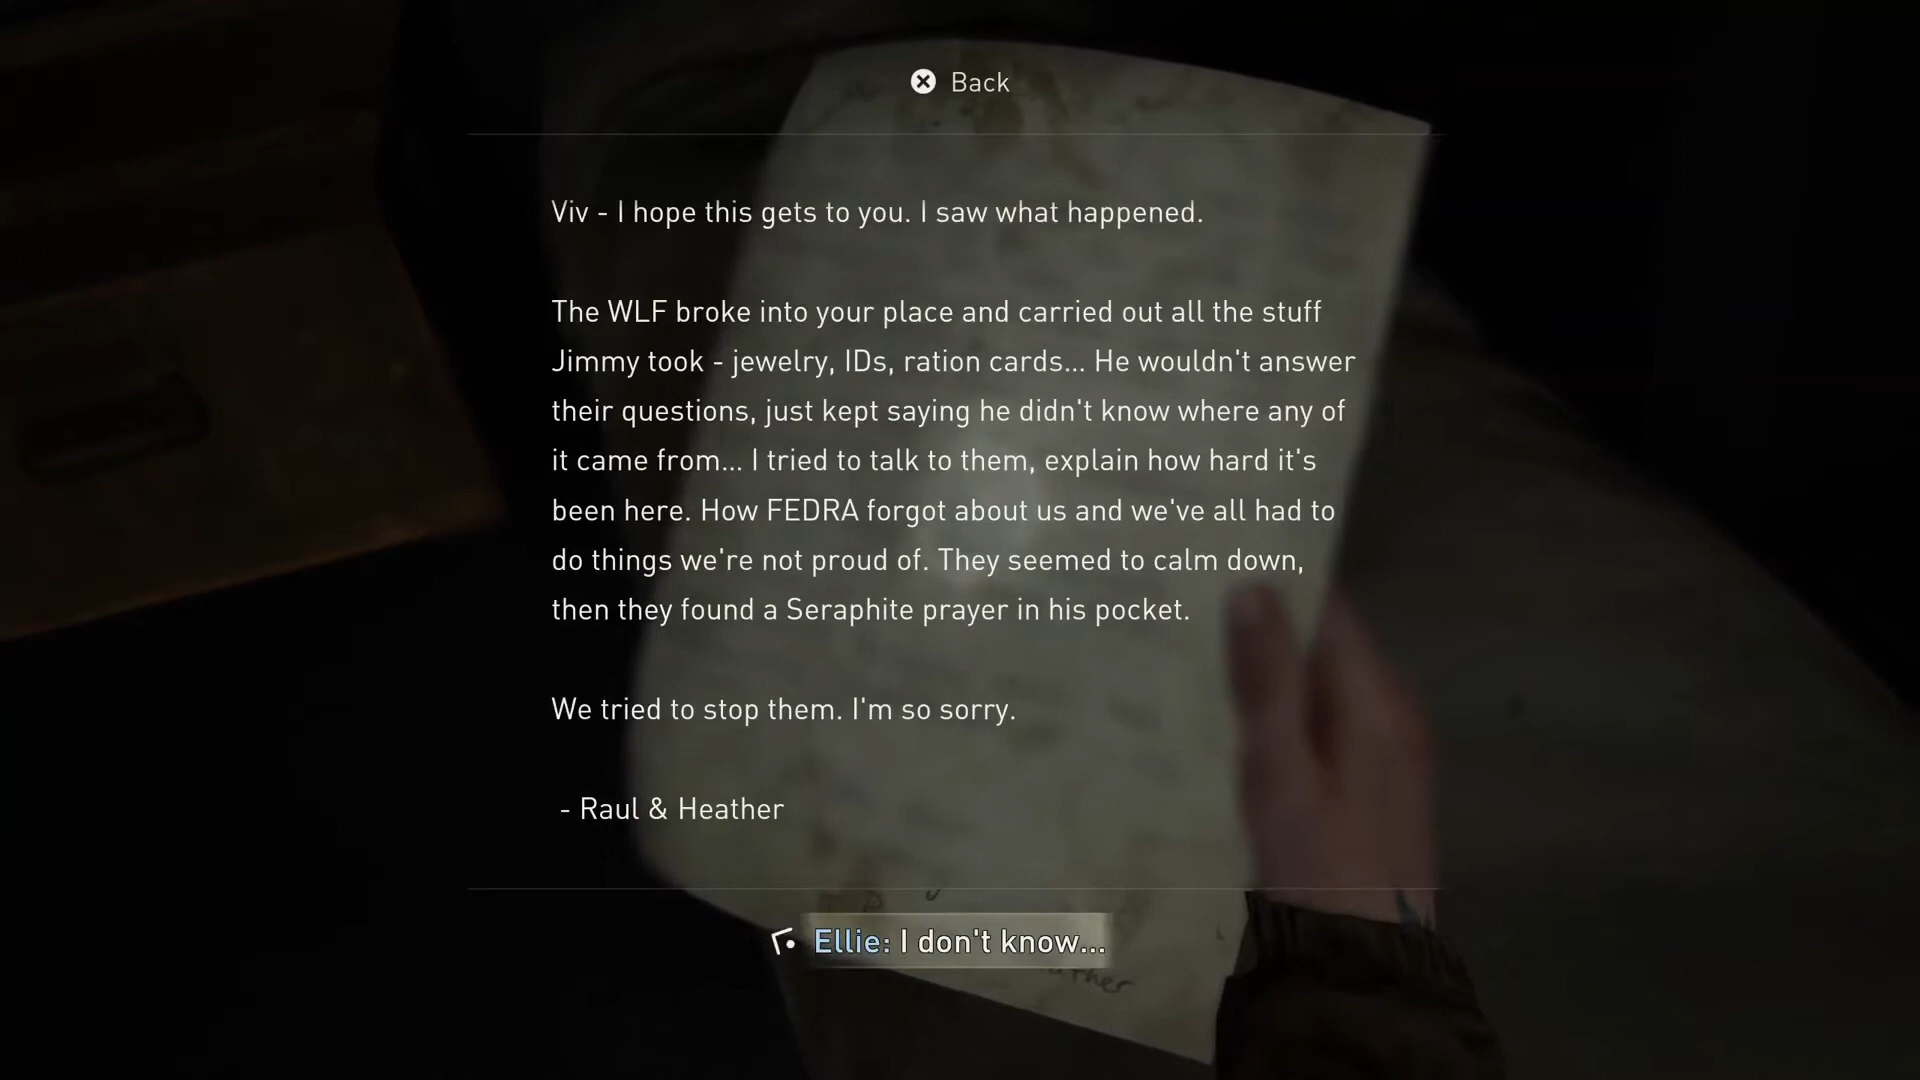 Back
Viv - I hope this gets to you. I saw what happened.
The WLF broke into your place and carried out all the stuff
Jimmy took - jewelry, IDs, ration cards... He wouldn't answer
their questions, just kept saying he didn't know where any of
it came from... I tried to talk to them, explain how hard it's
been here. How FEDRA forgot about us and we've all had to
do things we're not proud of. They seemed to calm down,
then they found a Seraphite prayer in his pocket.
We tried to stop them. I'm so sorry.
- Raul & Heather
Ellie: I don't know...